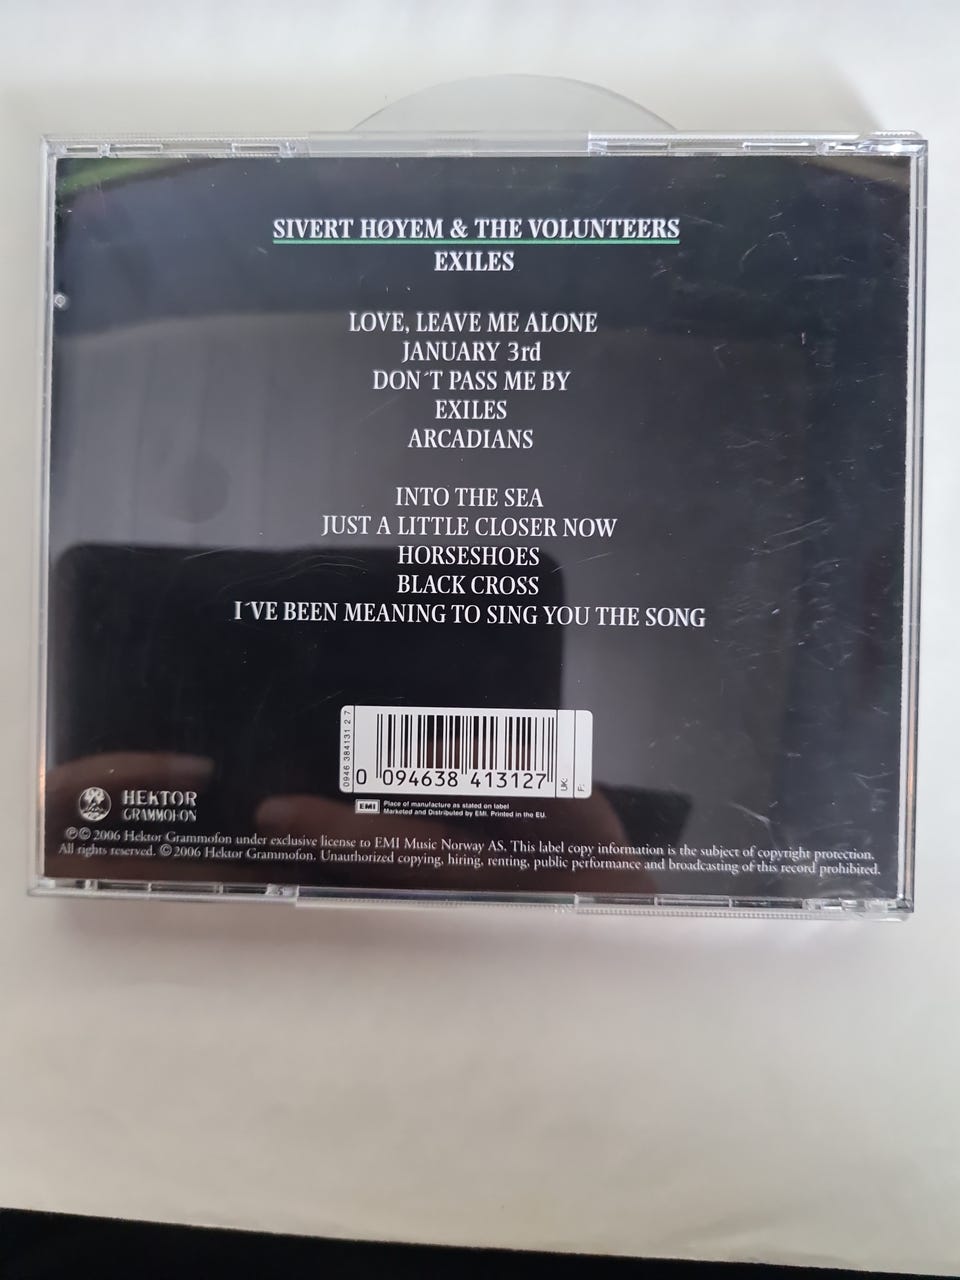 SIVERT HØYEM & THE VOLUNTEERS
EXILES
LOVE, LEAVE ME ALONE
JANUARY 3rd
DON´T PASS ME BY
EXILES
ARCADIANS
INTO THE SEA
JUST A LITTLE CLOSER NOW
HORSESHOES
BLACK CROSS
I´VE BEEN MEANING TO SING YOU THE SONG
0946 384131 2 7
0 094638 413127
UK:
F:
HEKTOR
GRAMMOFON
EMI
Place of manufacture as stated on label
Marketed and Distributed by EMI. Printed in the EU.
℗© 2006 Hektor Grammofon under exclusive license to EMI Music Norway AS. This label copy information is the subject of copyright protection.
All rights reserved. © 2006 Hektor Grammofon. Unauthorized copying, hiring, renting, public performance and broadcasting of this record prohibited.